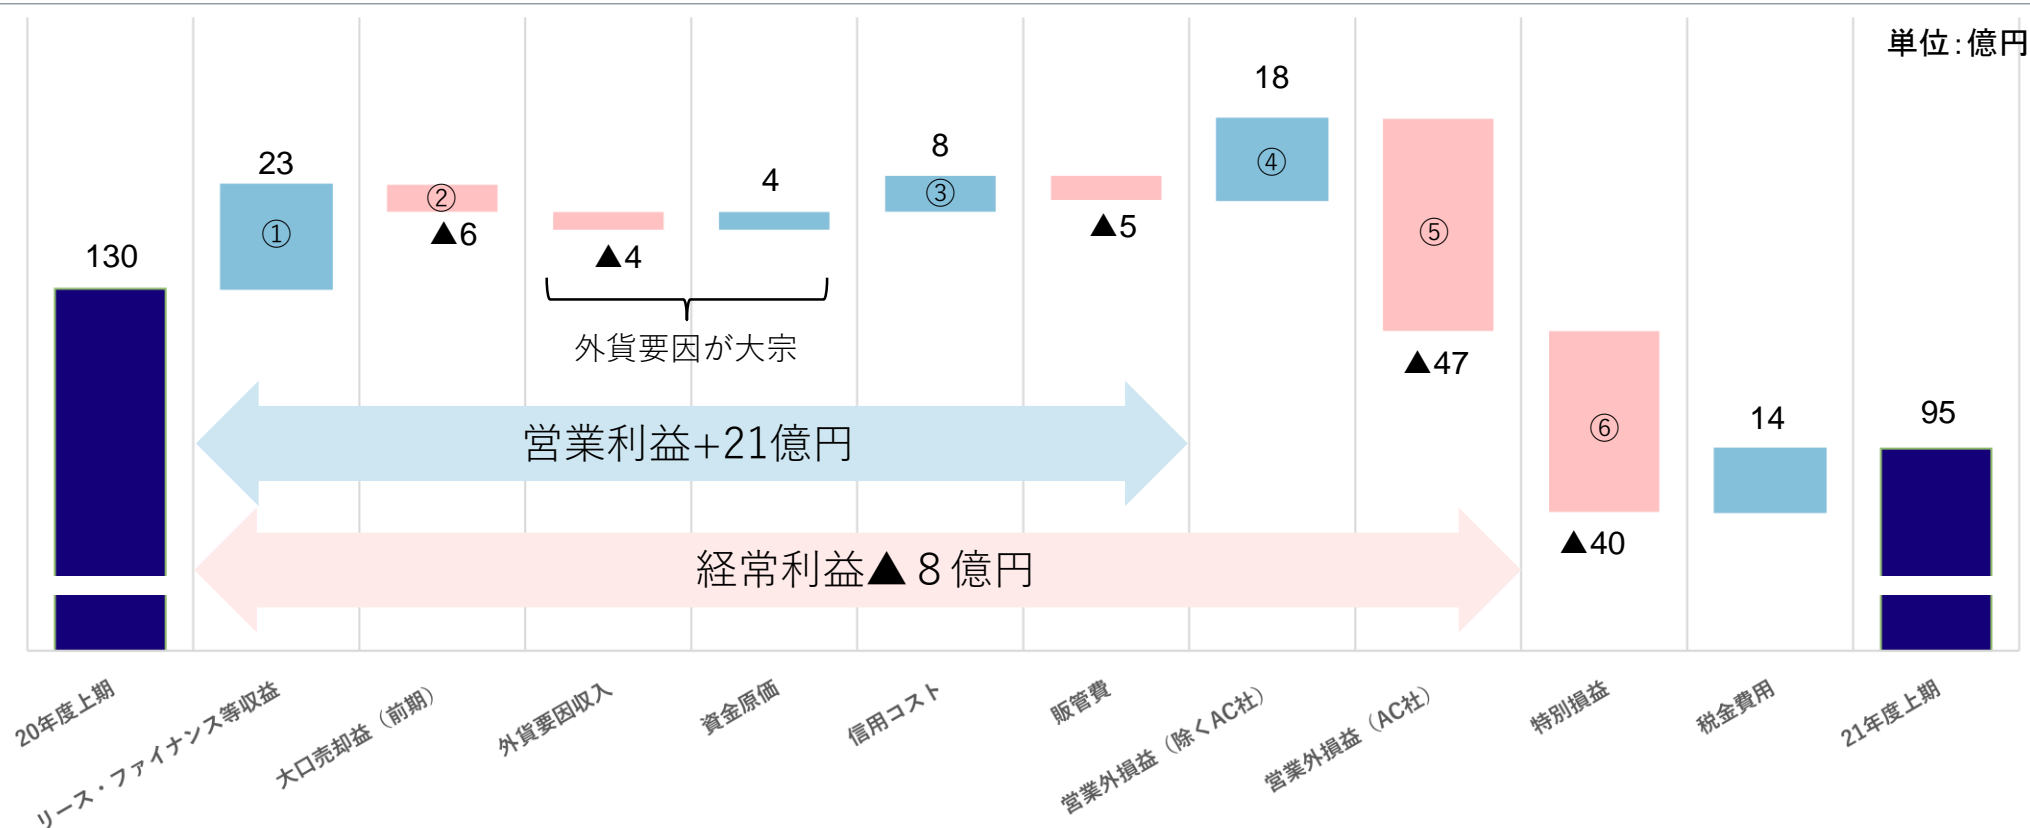 単位：億円
130
23
①
②
▲6
▲4
4
8
③
▲5
18
④
⑤
▲47
⑥
▲40
14
95
外貨要因が大宗
営業利益+21億円
経常利益▲８億円
20年度上期
リース・ファイナンス等収益
大口売却益（前期）
外貨要因収入
資金原価
信用コスト
販管費
営業外損益（除くAC社）
営業外損益（AC社）
特別損益
税金費用
21年度上期